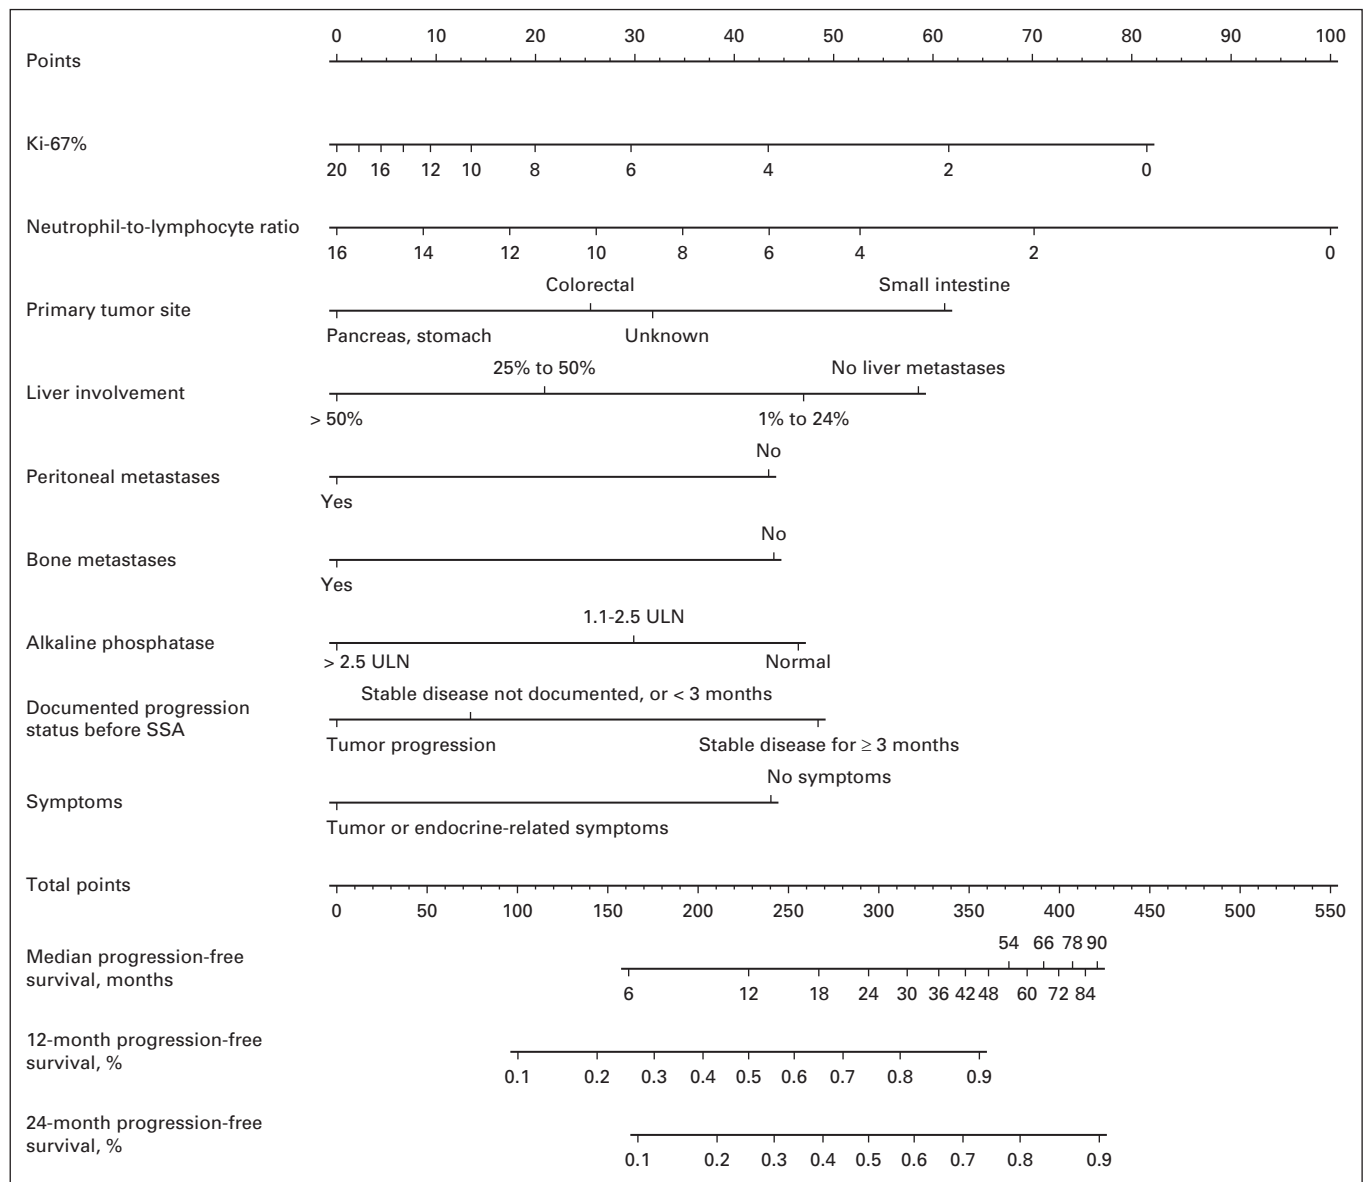 0 10 20 30 40 50 60 70 80 90 100
Points
Ki-67%
20 16 12 10 8 6 4 2 0
Neutrophil-to-lymphocyte ratio
16 14 12 10 8 6 4 2 0
Colorectal Small intestine
Primary tumor site
Pancreas, stomach Unknown
25% to 50% No liver metastases
Liver involvement
> 50% 1% to 24%
No
Peritoneal metastases
Yes
No
Bone metastases
Yes
1.1-2.5 ULN
Alkaline phosphatase
> 2.5 ULN Normal
Stable disease not documented, or < 3 months
Documented progression
status before SSA
Tumor progression Stable disease for ≥ 3 months
No symptoms
Symptoms
Tumor or endocrine-related symptoms
Total points
0 50 100 150 200 250 300 350 400 450 500 550
54 66 78 90
Median progression-free
survival, months
6 12 18 24 30 36 42 48 60 72 84
12-month progression-free
survival, %
0.1 0.2 0.3 0.4 0.5 0.6 0.7 0.8 0.9
24-month progression-free
survival, %
0.1 0.2 0.3 0.4 0.5 0.6 0.7 0.8 0.9